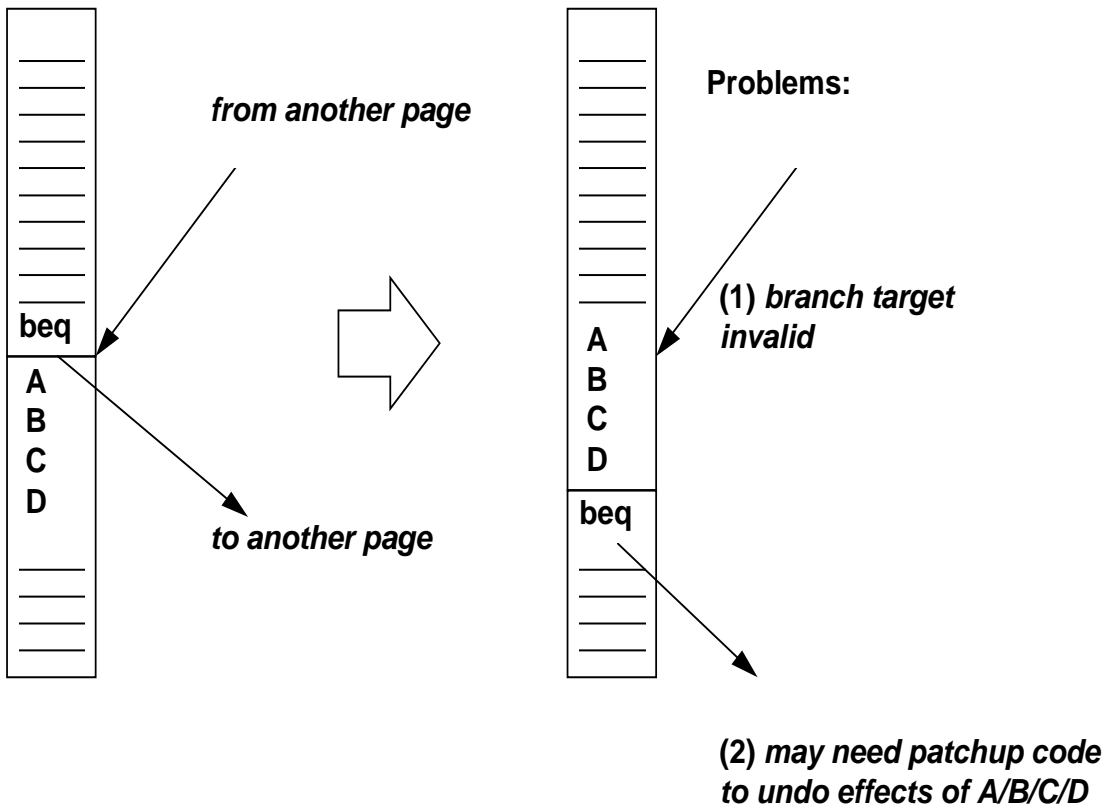 from another page
beq
A
B
C
D
to another page
Problems:
(1) branch target
invalid
A
B
C
D
beq
(2) may need patchup code
to undo effects of A/B/C/D